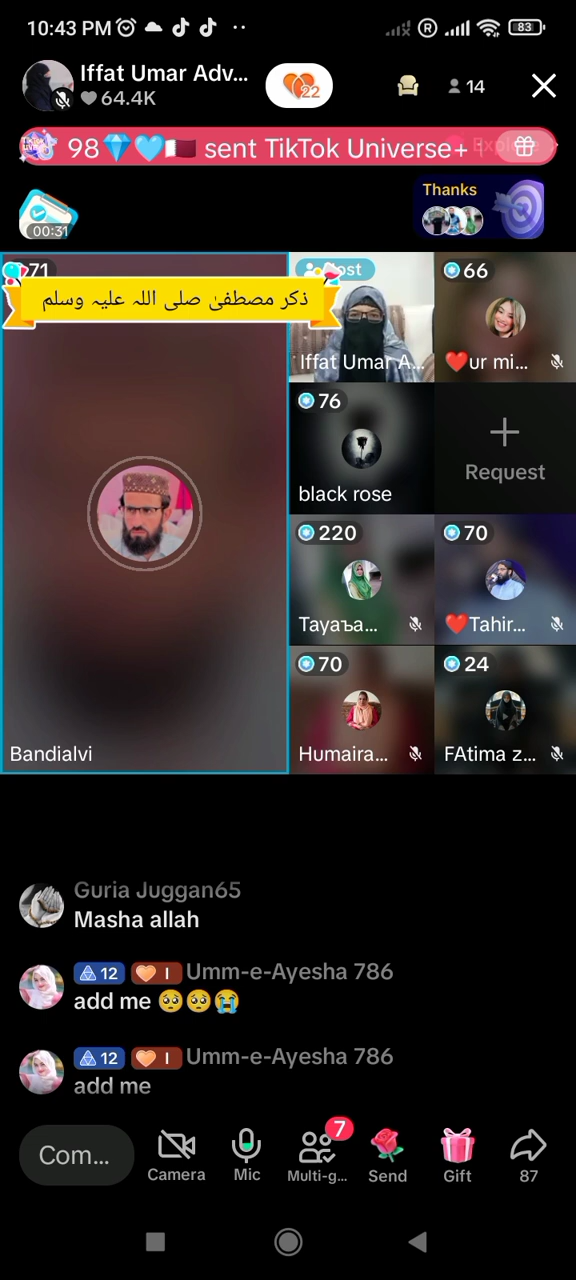 10:43 PM
83
Iffat Umar Adv...
64.4K
22
14
98💎🩵🇶🇦 sent TikTok Universe+
Thanks
00:31
71
ذکر مصطفیٰ صلی اللہ علیہ وسلم
Bandialvi
Iffat Umar A...
66
❤️ur mi...
76
black rose
Request
220
70
❤️Tahir...
70
Humaira...
24
FAtima z...
Guria Juggan65
Masha allah
12 I Umm-e-Ayesha 786
add me 🥺🥺😭
12 I Umm-e-Ayesha 786
add me
Com...
Camera
Mic
7
Multi-g...
Send
Gift
87